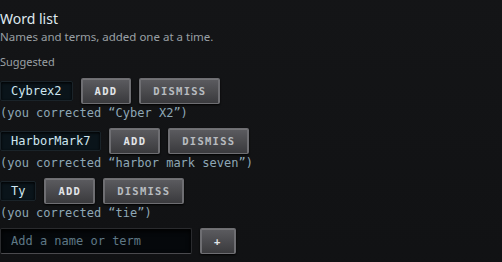 Word list
Names and terms, added one at a time.
Suggested
Cybrex2 ADD DISMISS
(you corrected “Cyber X2”)
HarborMark7 ADD DISMISS
(you corrected “harbor mark seven”)
Ty ADD DISMISS
(you corrected “tie”)
Add a name or term +